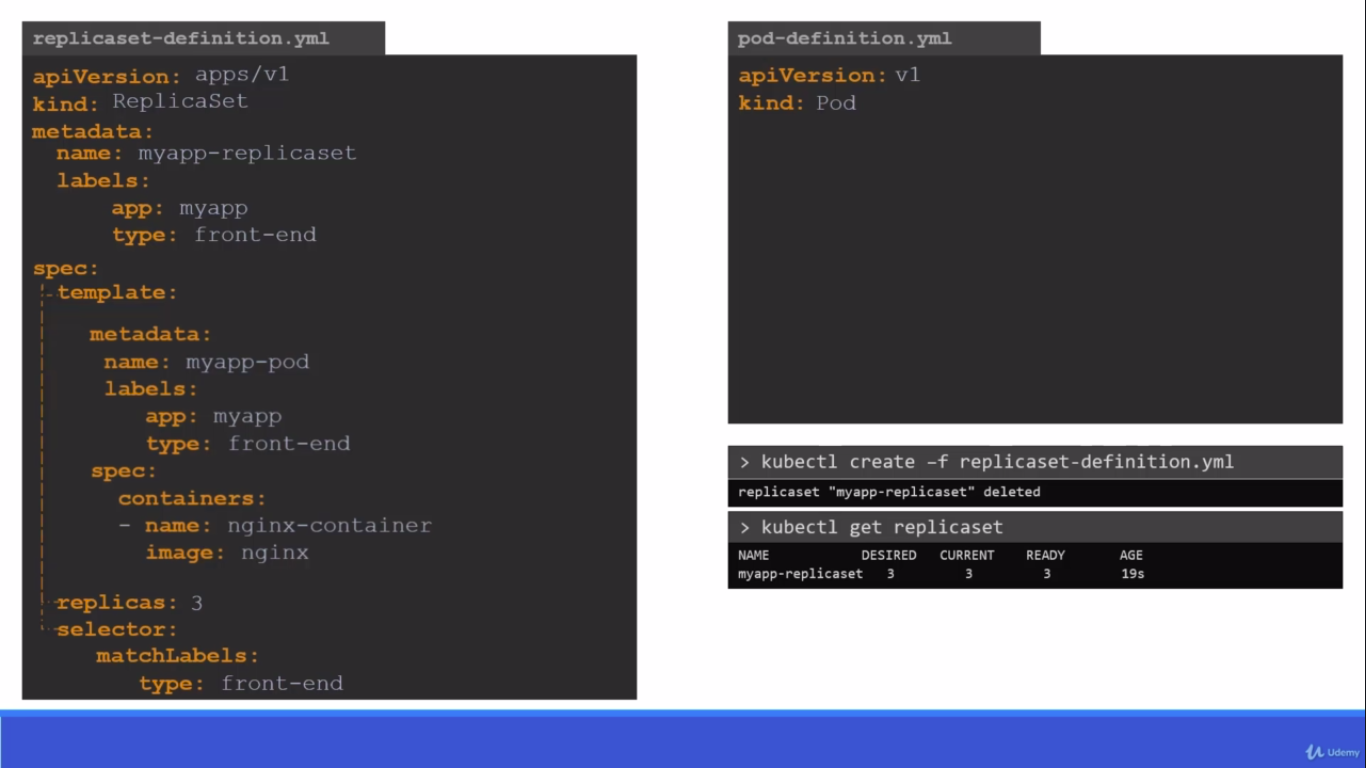 replicaset-definition.yml
apiVersion: apps/v1
kind: ReplicaSet
metadata:
name: myapp-replicaset
labels:
app: myapp
type: front-end
spec:
template:
metadata:
name: myapp-pod
labels:
app: myapp
type: front-end
spec:
containers:
- name: nginx-container
image: nginx
replicas: 3
selector:
matchLabels:
type: front-end
pod-definition.yml
apiVersion: v1
kind: Pod
> kubectl create –f replicaset-definition.yml
replicaset "myapp-replicaset" deleted
> kubectl get replicaset
NAME DESIRED CURRENT READY AGE
myapp-replicaset 3 3 3 19s
Udemy